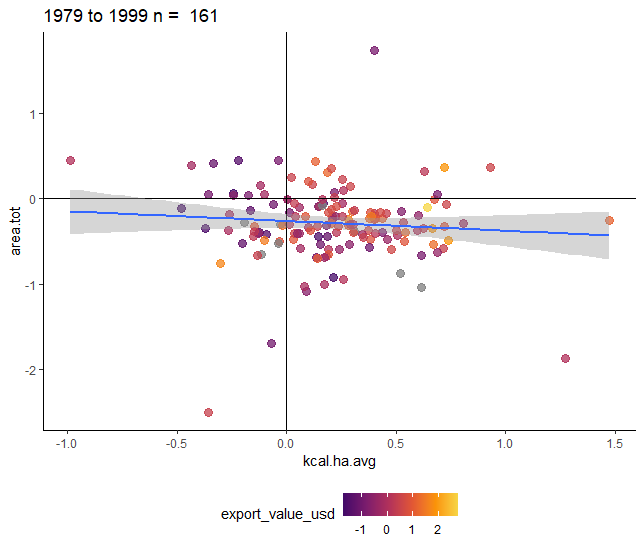 1979 to 1999 n = 161
area.tot
1
0
-1
-2
-1.0 -0.5 0.0 0.5 1.0 1.5
kcal.ha.avg
export_value_usd
-1 0 1 2